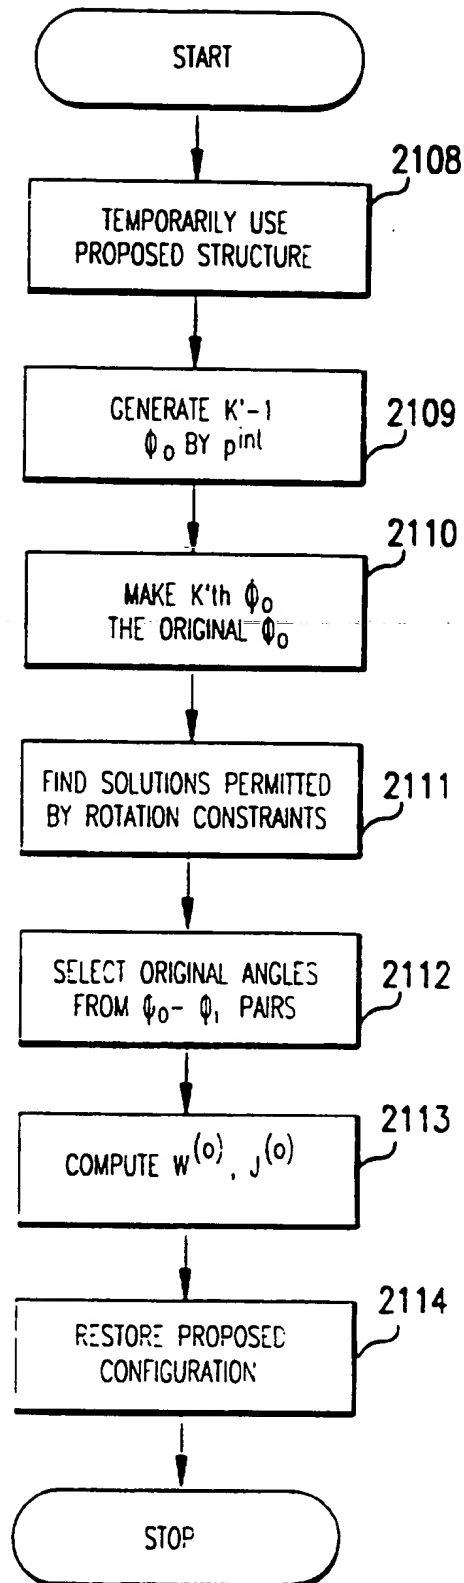 START
2108
TEMPORARILY USE
PROPOSED STRUCTURE
2109
GENERATE K'-1
ϕ₀ BY pⁱⁿᵗ
2110
MAKE K'th ϕ₀
THE ORIGINAL ϕ₀
2111
FIND SOLUTIONS PERMITTED
BY ROTATION CONSTRAINTS
2112
SELECT ORIGINAL ANGLES
FROM ϕ₀- ϕ₁ PAIRS
2113
COMPUTE W⁽⁰⁾, J⁽⁰⁾
2114
RESTORE PROPOSED
CONFIGURATION
STOP